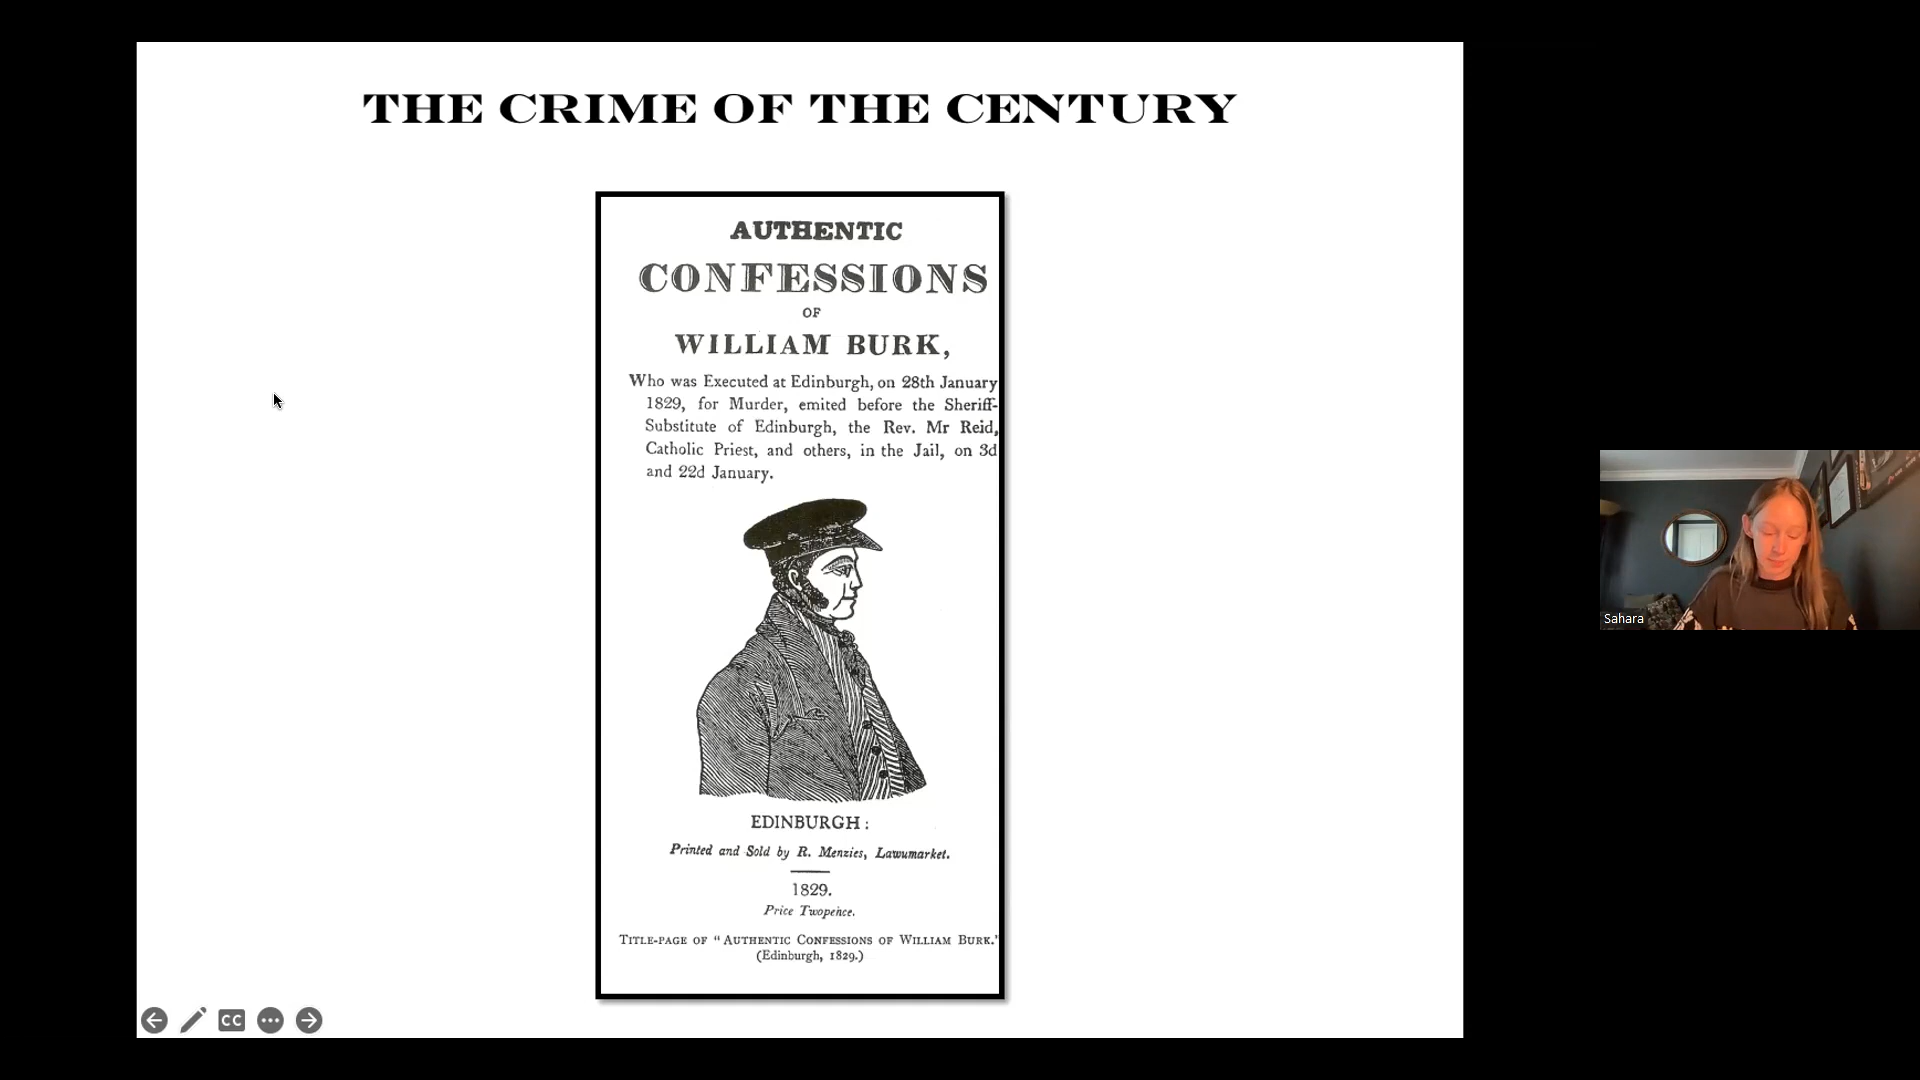 THE CRIME OF THE CENTURY
AUTHENTIC
CONFESSIONS
OF
WILLIAM BURK,
Who was Executed at Edinburgh, on 28th January
1829, for Murder, emited before the Sheriff-
Substitute of Edinburgh, the Rev. Mr Reid,
Catholic Priest, and others, in the Jail, on 3d
and 22d January.
EDINBURGH:
Printed and Sold by R. Menzies, Lawumarket.
1829.
Price Twopence.
TITLE-PAGE OF "AUTHENTIC CONFESSIONS OF WILLIAM BURK."
(Edinburgh, 1829.)
CC
Sahara